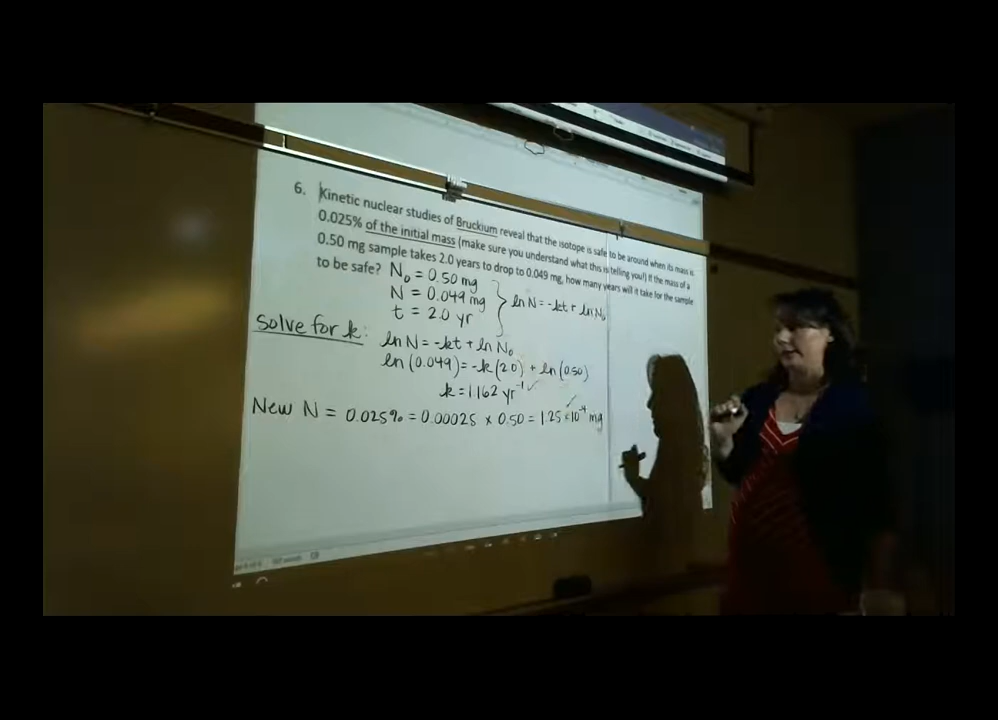 6. Kinetic nuclear studies of Bruckium reveal that the isotope is safe to be around when its mass is
0.025% of the initial mass (make sure you understand what this is telling you!) If the mass of a
0.50 mg sample takes 2.0 years to drop to 0.049 mg, how many years will it take for the sample
to be safe?
N₀ = 0.50 mg
N = 0.049 mg
t = 2.0 yr
ln N = -kt + ln N₀
Solve for k:
ln N = -kt + ln N₀
ln (0.049) = -k (2.0) + ln (0.50)
k = 1.162 yr⁻¹ ✓
New N = 0.025% = 0.00025 x 0.50 = 1.25 x 10⁻⁴ mg ✓